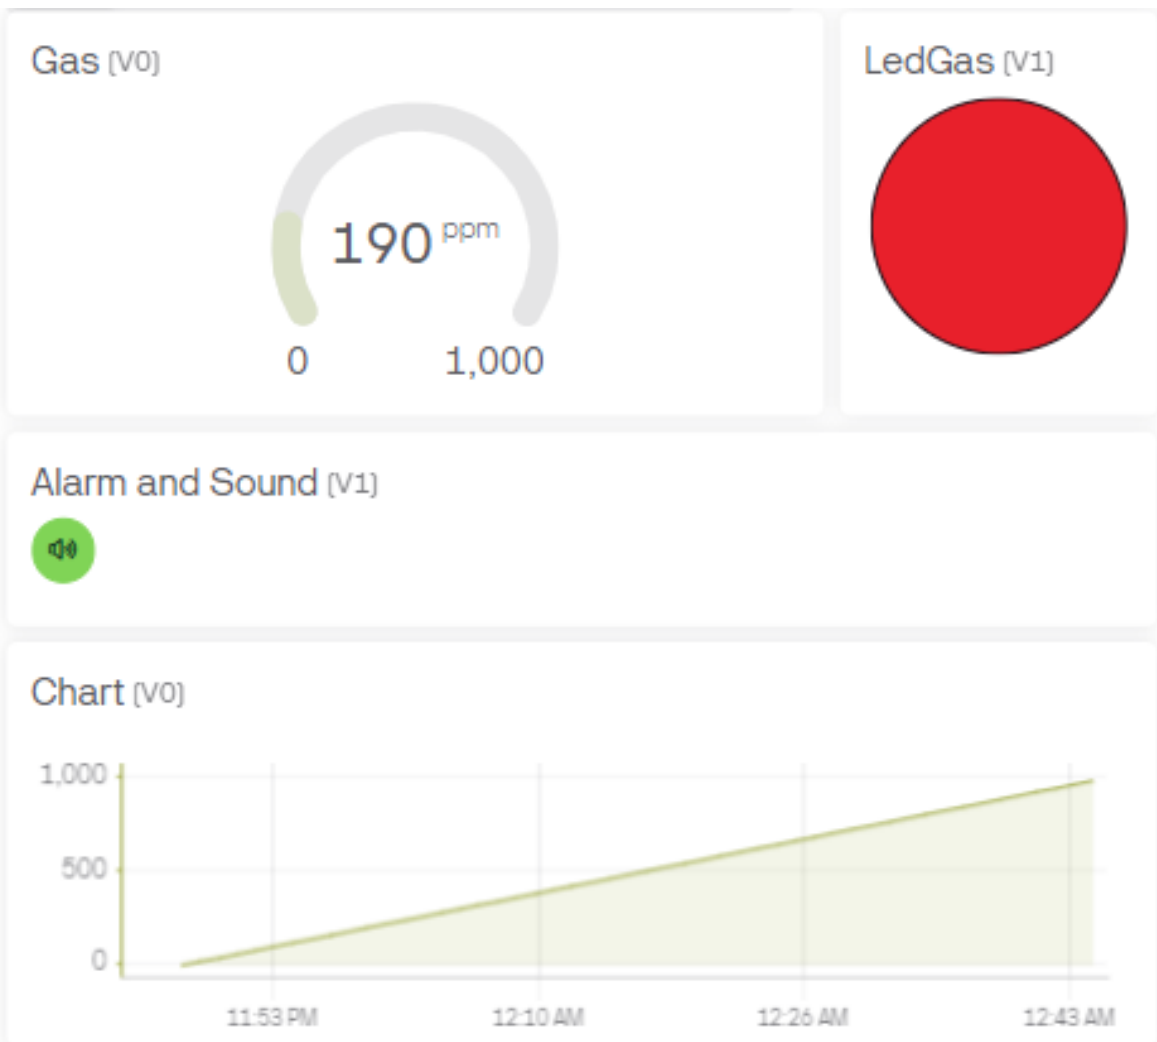 Gas (V0)
LedGas (V1)
190 ppm
0
1,000
Alarm and Sound (V1)
Chart (V0)
1,000
500
0
11:53 PM
12:10 AM
12:26 AM
12:43 AM